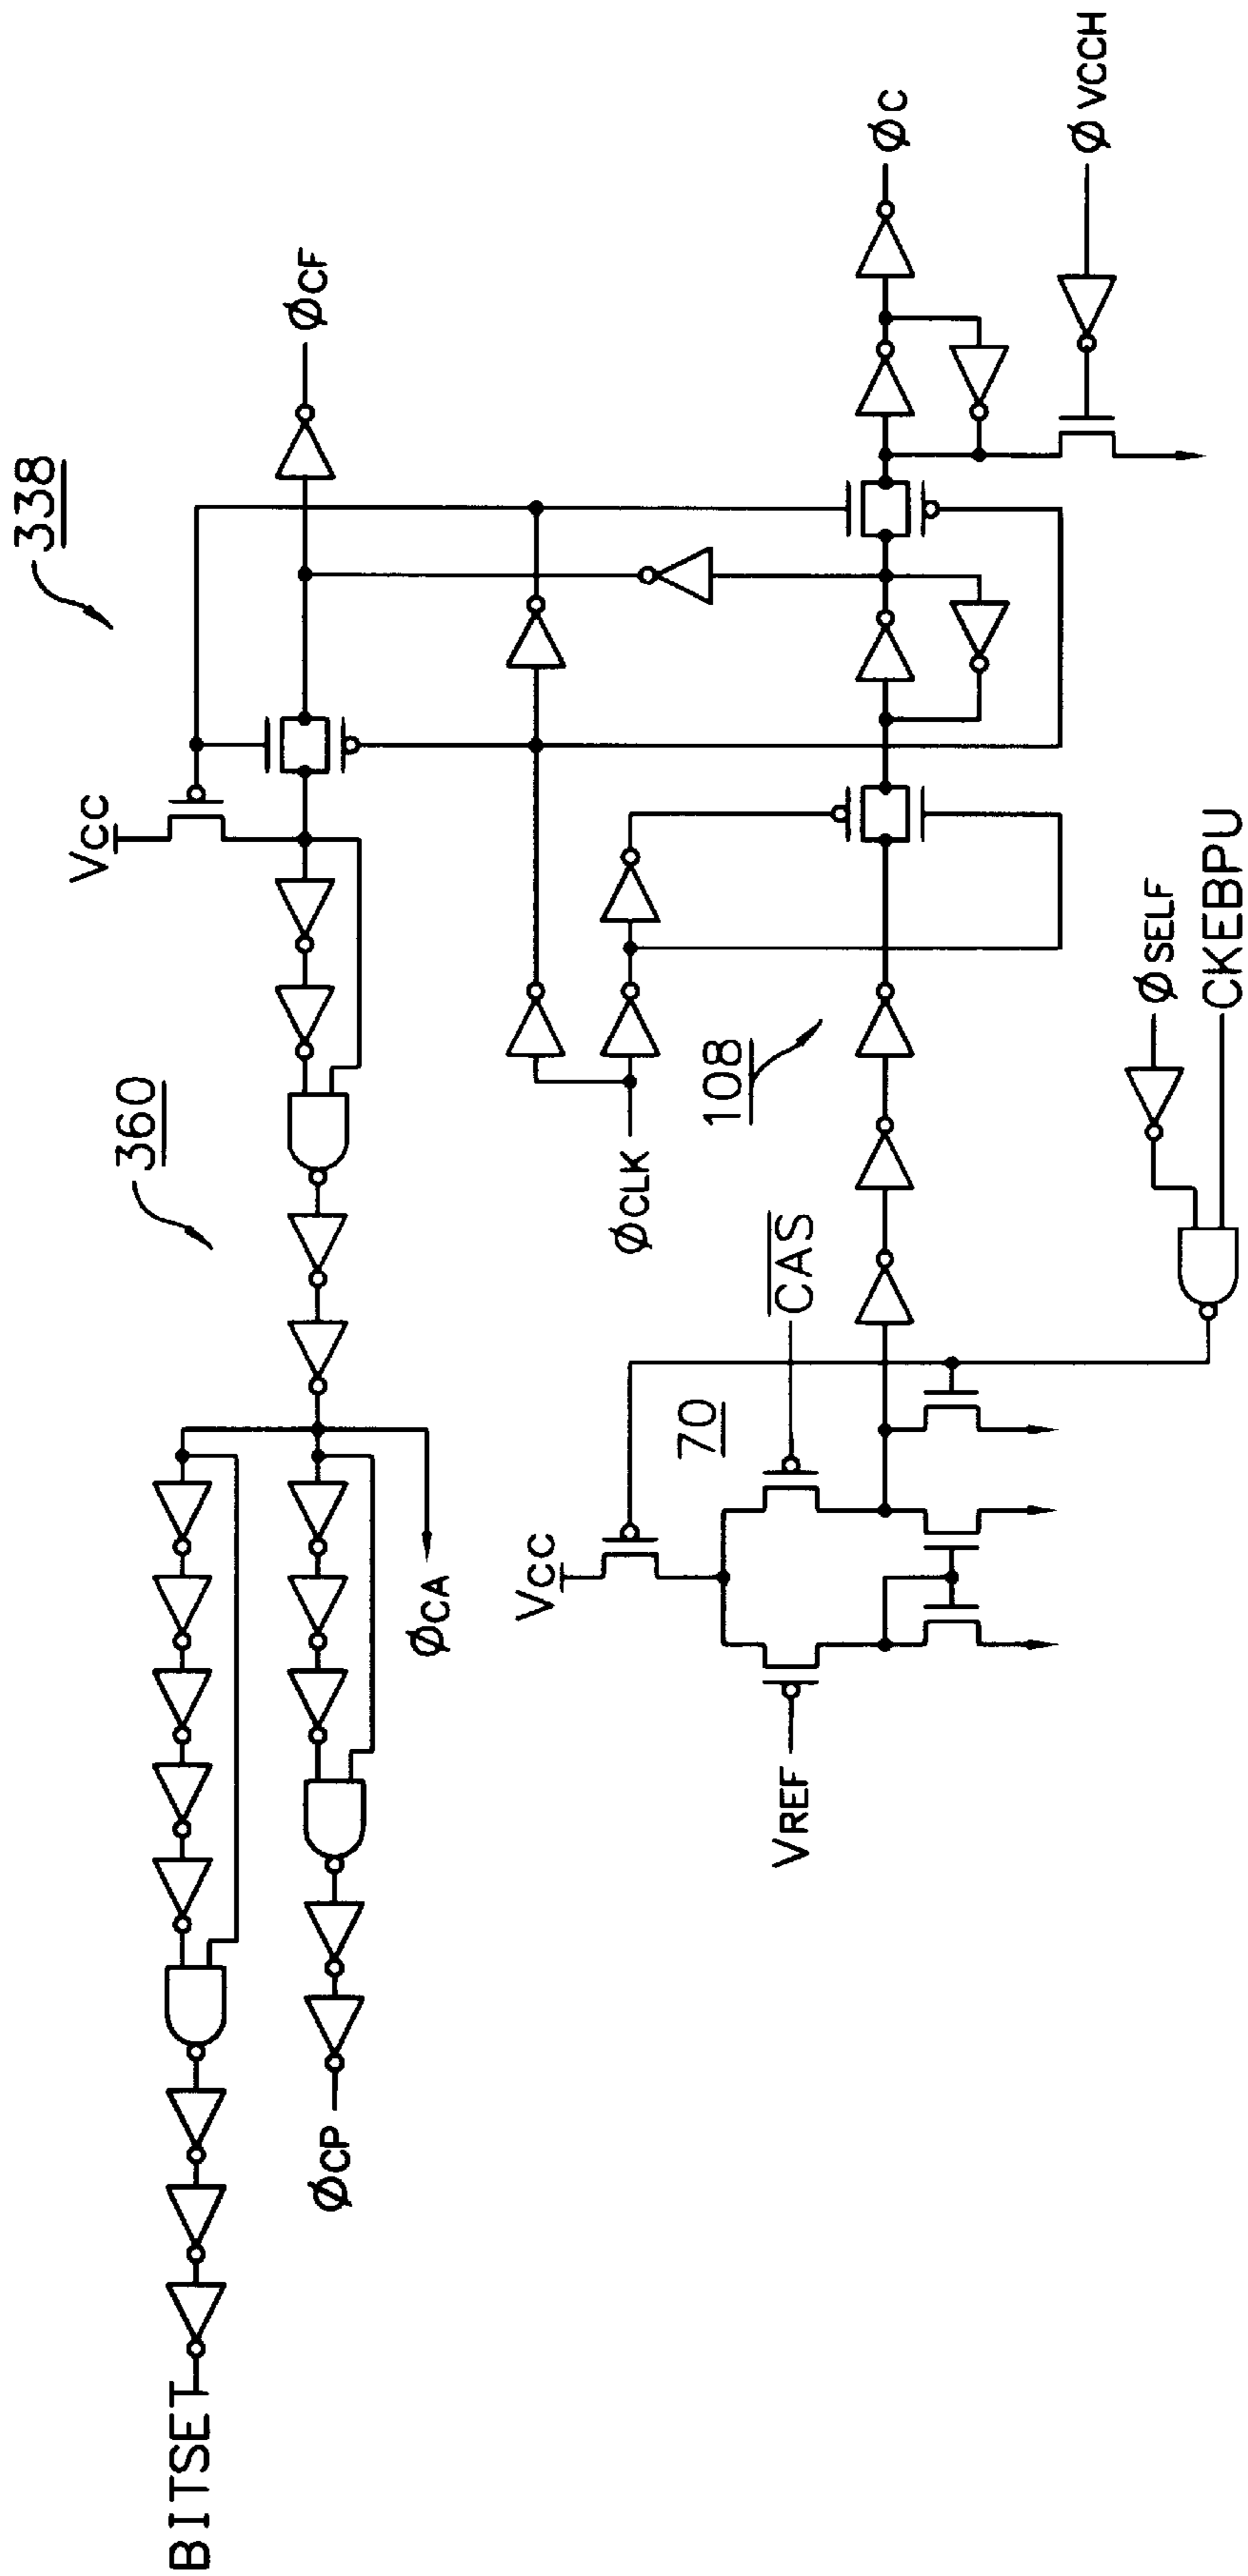 338
ØCF
ØC
ØVCCH
VCC
360
ØCLK
108
ØSELF
CKEBPU
CAS
70
VCC
VREF
ØCA
ØCP
BITSET